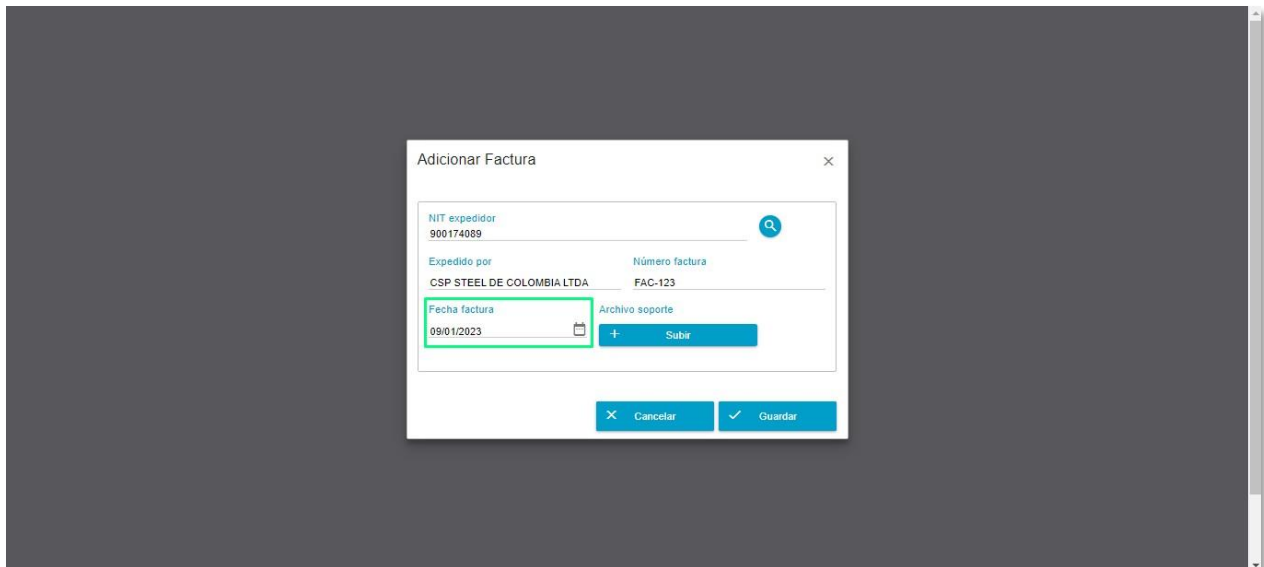 Adicionar Factura
NIT expedidor
900174089
Expedido por
Número factura
CSP STEEL DE COLOMBIA LTDA
FAC-123
Fecha factura
Archivo soporte
09/01/2023
Subir
Cancelar
Guardar